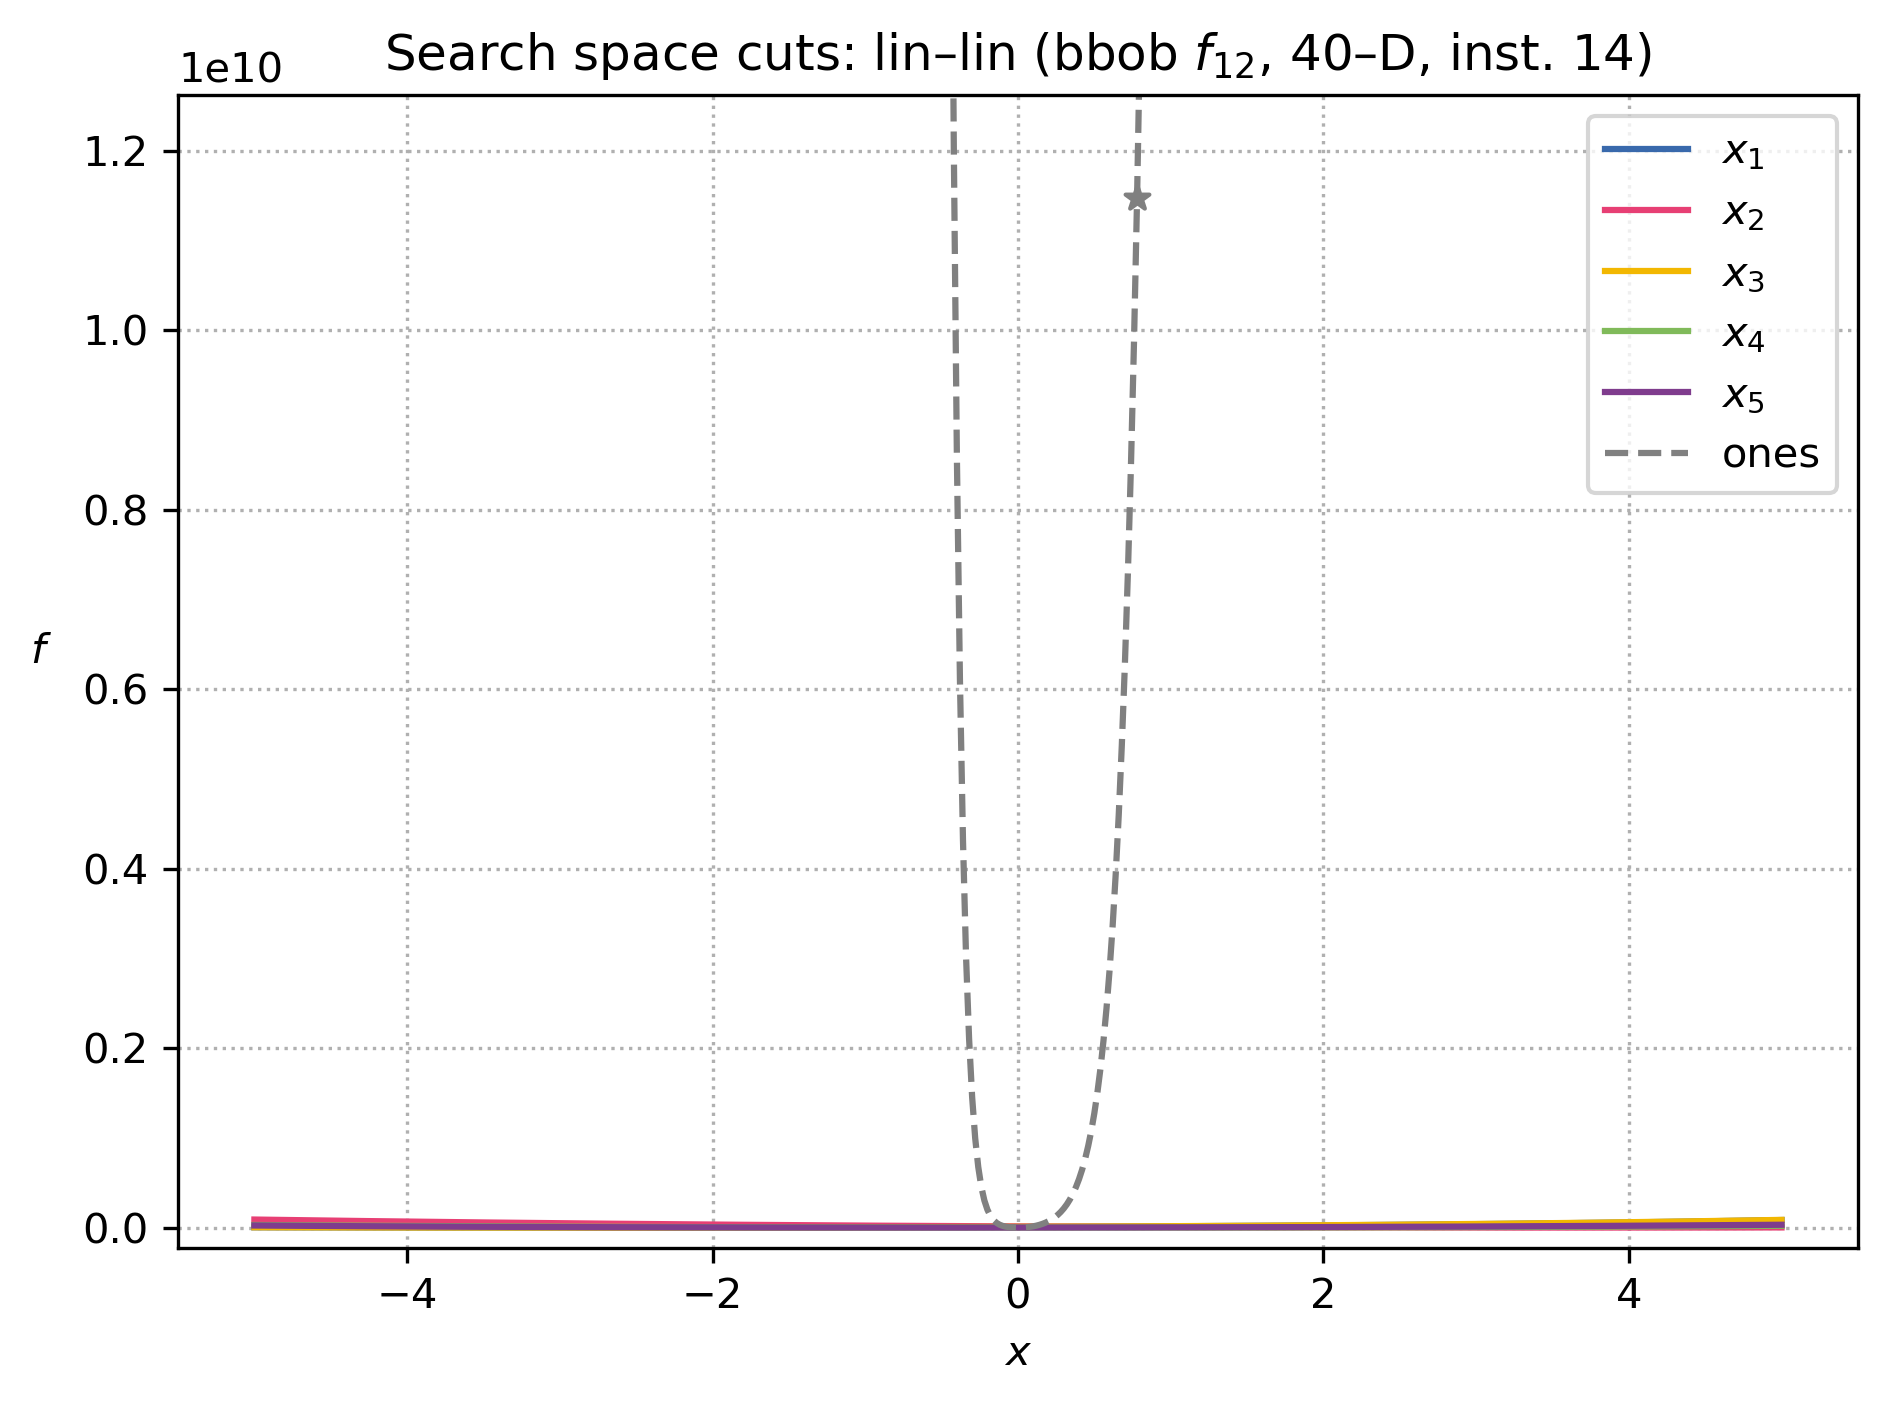 Search space cuts: lin–lin (bbob f₁₂, 40–D, inst. 14)
1e10
1.2
1.0
0.8
0.6
0.4
0.2
0.0
f
−4
−2
0
2
4
x
x₁
x₂
x₃
x₄
x₅
ones